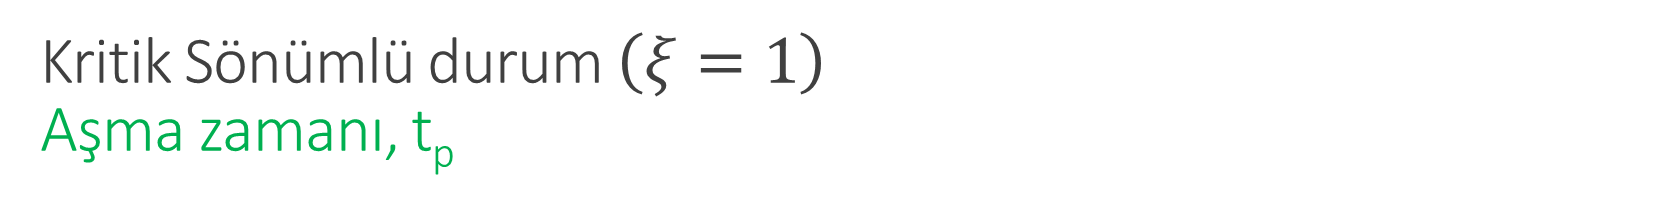 Kritik Sönümlü durum (ξ = 1)
Aşma zamanı, tp